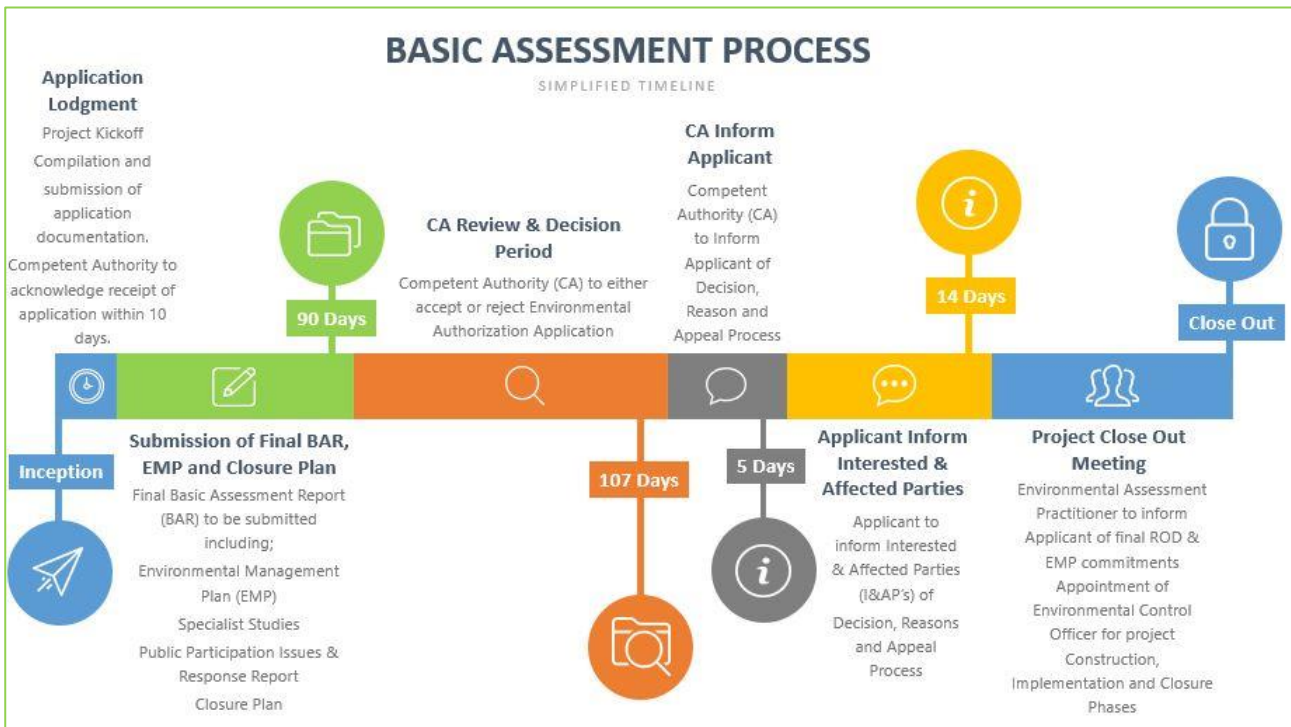 BASIC ASSESSMENT PROCESS
SIMPLIFIED TIMELINE
Application
Lodgment
Project Kickoff
Compilation and
submission of
application
documentation.
Competent Authority to
acknowledge receipt of
application within 10
days.
90 Days
CA Review & Decision
Period
Competent Authority (CA) to either
accept or reject Environmental
Authorization Application
CA Inform
Applicant
Competent
Authority (CA)
to Inform
Applicant of
Decision,
Reason and
Appeal Process
14 Days
Close Out
Inception
Submission of Final BAR,
EMP and Closure Plan
Final Basic Assessment Report
(BAR) to be submitted
including;
Environmental Management
Plan (EMP)
Specialist Studies
Public Participation Issues &
Response Report
Closure Plan
107 Days
5 Days
Applicant Inform
Interested &
Affected Parties
Applicant to
inform Interested
& Affected Parties
(I&AP's) of
Decision, Reasons
and Appeal
Process
Project Close Out
Meeting
Environmental Assessment
Practitioner to inform
Applicant of final ROD &
EMP commitments
Appointment of
Environmental Control
Officer for project
Construction,
Implementation and Closure
Phases